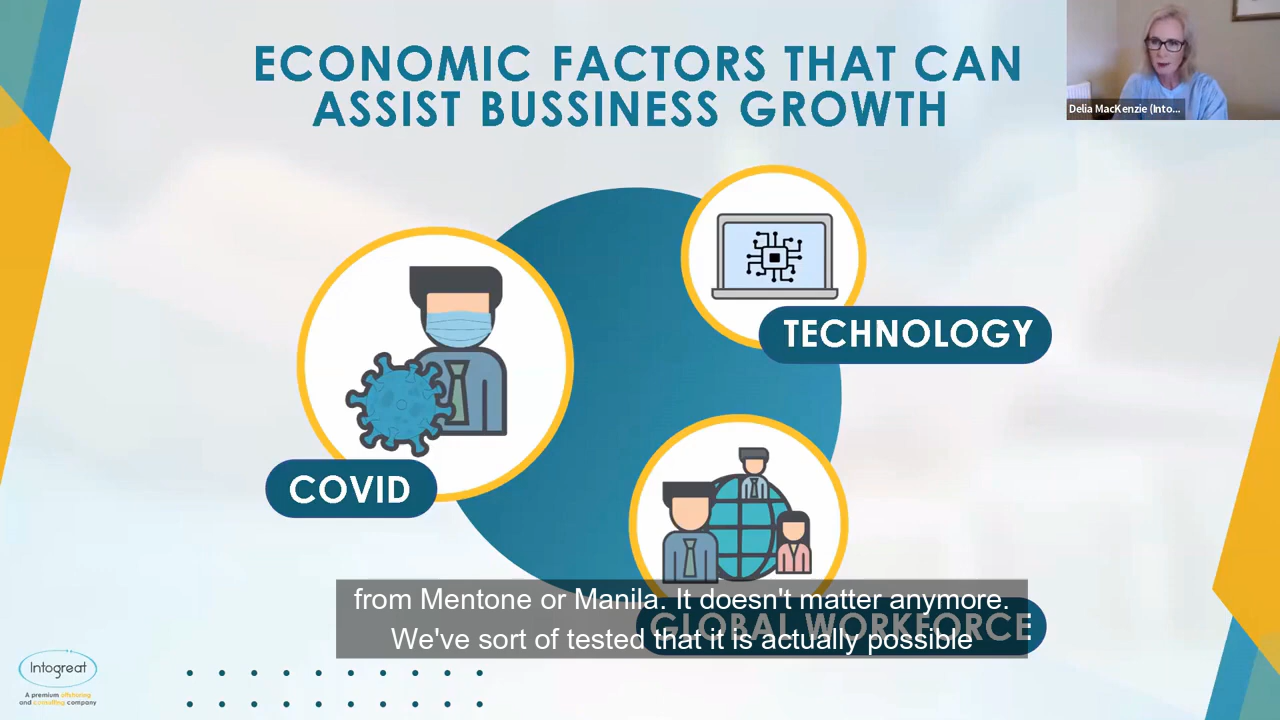 ECONOMIC FACTORS THAT CAN
ASSIST BUSSINESS GROWTH
Delia MacKenzie (Into...
TECHNOLOGY
COVID
GLOBAL WORKFORCE
from Mentone or Manila. It doesn't matter anymore.
We've sort of tested that it is actually possible
Intogreat
A premium offshoring
and consulting company